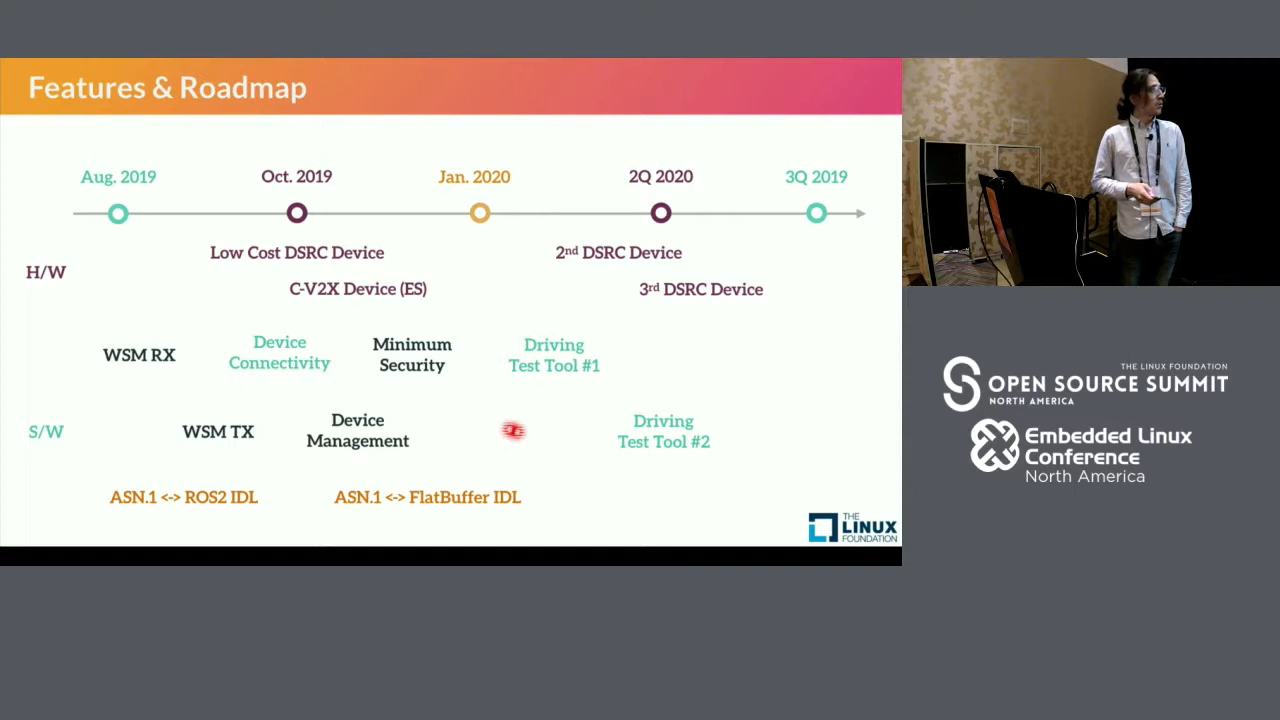 Features & Roadmap
Aug. 2019
Oct. 2019
Jan. 2020
2Q 2020
3Q 2019
H/W
Low Cost DSRC Device
2nd DSRC Device
C-V2X Device (ES)
3rd DSRC Device
WSM RX
Device
Connectivity
Minimum
Security
Driving
Test Tool #1
S/W
WSM TX
Device
Management
Driving
Test Tool #2
ASN.1 <-> ROS2 IDL
ASN.1 <-> FlatBuffer IDL
THE
LINUX
FOUNDATION
THE LINUX FOUNDATION
OPEN SOURCE SUMMIT
NORTH AMERICA
Embedded Linux
Conference
North America